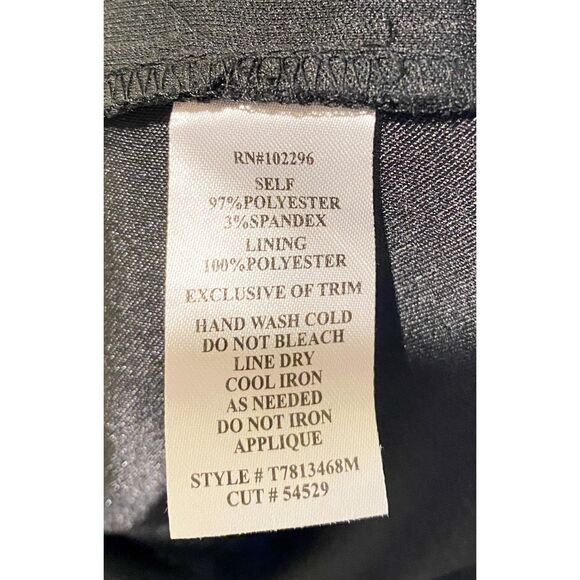 RN#102296
SELF
97%POLYESTER
3%SPANDEX
LINING
100%POLYESTER
EXCLUSIVE OF TRIM
HAND WASH COLD
DO NOT BLEACH
LINE DRY
COOL IRON
AS NEEDED
DO NOT IRON
APPLIQUE
STYLE # T7813468M
CUT # 54529